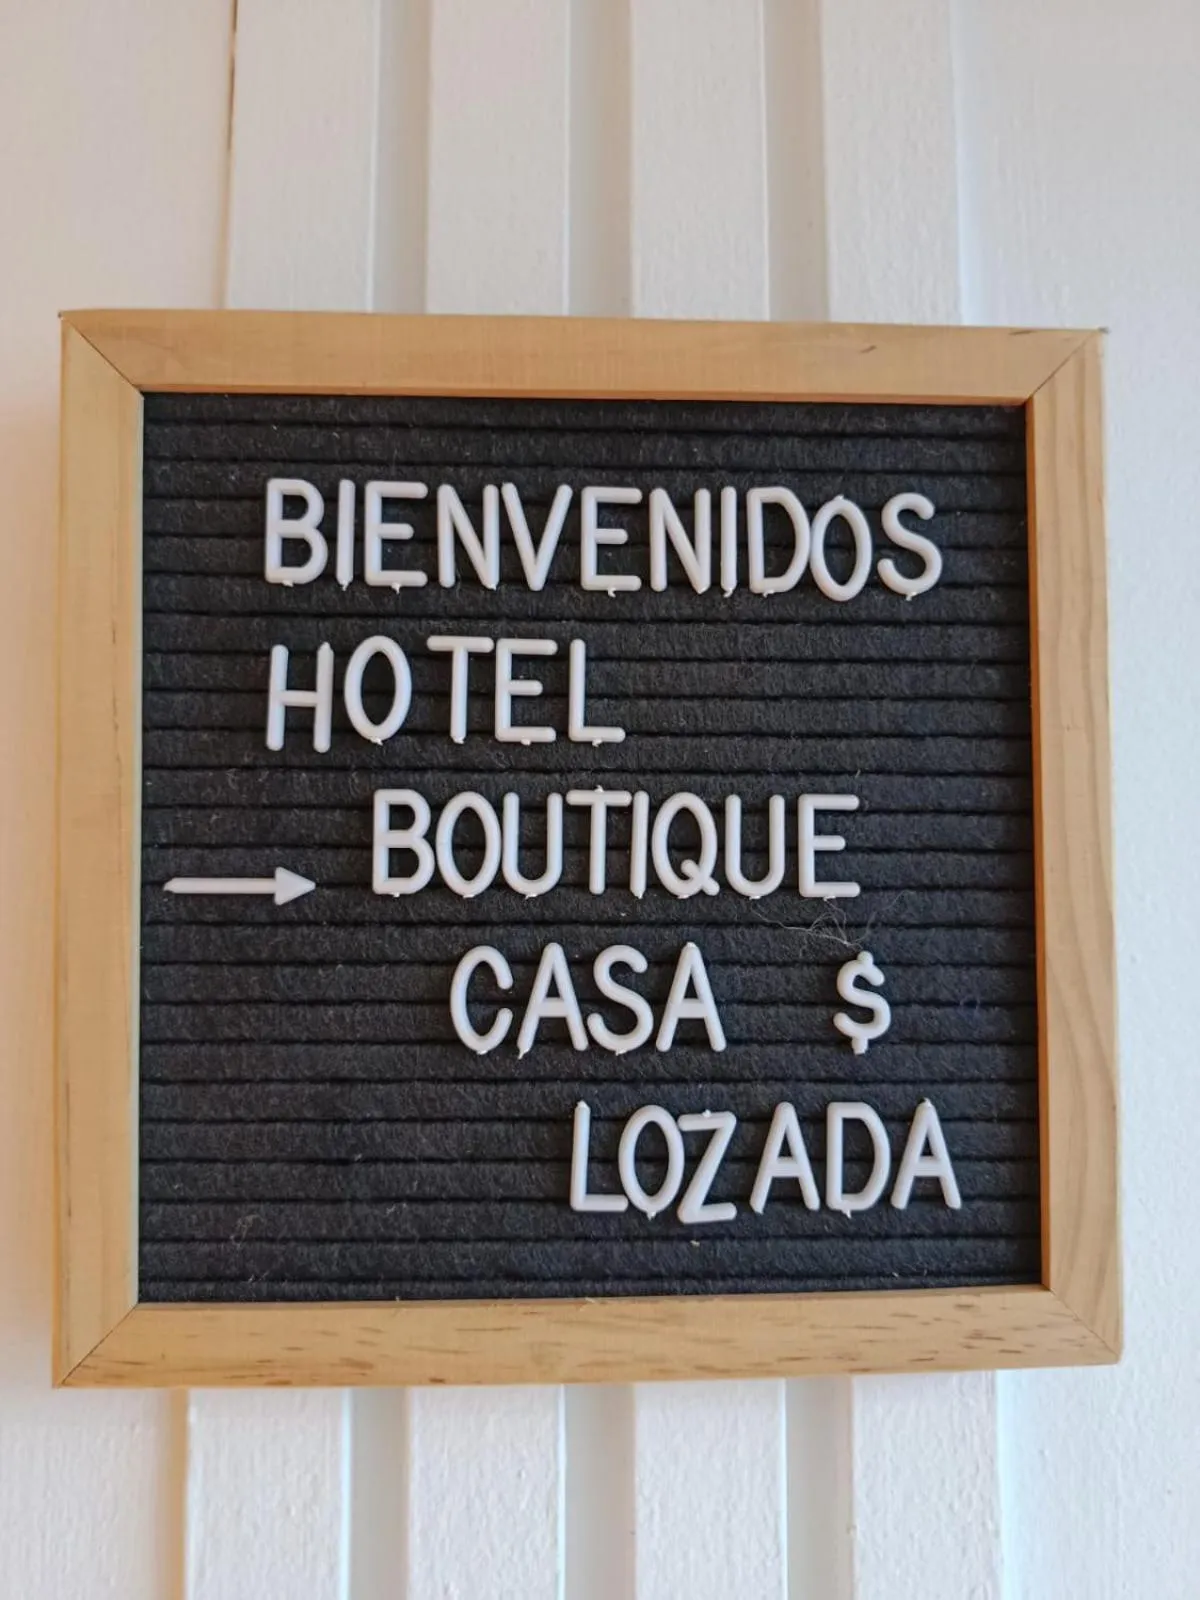 BIENVENIDOS
HOTEL
→ BOUTIQUE
CASA $
LOZADA